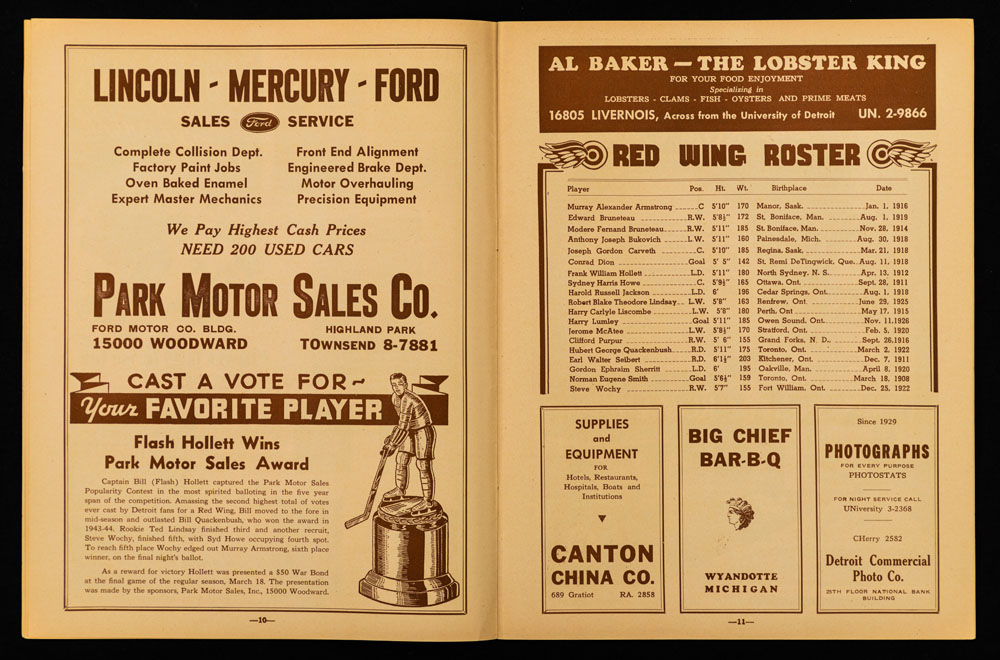 LINCOLN - MERCURY - FORD
SALES Ford SERVICE
Complete Collision Dept.
Factory Paint Jobs
Oven Baked Enamel
Expert Master Mechanics
Front End Alignment
Engineered Brake Dept.
Motor Overhauling
Precision Equipment
We Pay Highest Cash Prices
NEED 200 USED CARS
PARK MOTOR SALES CO.
FORD MOTOR CO. BLDG.
15000 WOODWARD
HIGHLAND PARK
TOWNSEND 8-7881
CAST A VOTE FOR~
Your FAVORITE PLAYER
Flash Hollett Wins
Park Motor Sales Award
Captain Bill (Flash) Hollett captured the Park Motor Sales
Popularity Contest in the most spirited balloting in the five year
span of the competition. Amassing the second highest total of votes
ever cast by Detroit fans for a Red Wing, Bill moved to the fore in
mid-season and outlasted Bill Quackenbush, who won the award in
1943-44. Rookie Ted Lindsay finished third and another recruit,
Steve Wochy, finished fifth, with Syd Howe occupying fourth spot.
To reach fifth place Wochy edged out Murray Armstrong, sixth place
winner, on the final night's ballot.
As a reward for victory Hollett was presented a $50 War Bond
at the final game of the regular season, March 18. The presentation
was made by the sponsors, Park Motor Sales, Inc., 15000 Woodward.
—10—
AL BAKER — THE LOBSTER KING
FOR YOUR FOOD ENJOYMENT
Specializing in
LOBSTERS - CLAMS - FISH - OYSTERS AND PRIME MEATS
16805 LIVERNOIS, Across from the University of Detroit UN. 2-9866
RED WING ROSTER
Player Pos. Ht. Wt. Birthplace Date
Murray Alexander Armstrong C 5'10" 170 Manor, Sask. Jan. 1, 1916
Edward Bruneteau R.W. 5'8½" 172 St. Boniface, Man. Aug. 1, 1919
Modere Fernand Bruneteau R.W. 5'11" 185 St. Boniface, Man. Nov. 28, 1914
Anthony Joseph Bukovich L.W. 5'11" 160 Painesdale, Mich. Aug. 30, 1918
Joseph Gordon Carveth C. 5'10" 185 Regina, Sask. Mar. 21, 1918
Conrad Dion Goal 5' 5" 142 St. Remi DeTingwick, Que. Aug. 11, 1918
Frank William Hollett L.D. 5'11" 180 North Sydney, N. S. Apr. 13, 1912
Sydney Harris Howe C. 5'9½" 165 Ottawa, Ont. Sept. 28, 1911
Harold Russell Jackson L.D. 6' 196 Cedar Springs, Ont. Aug. 1, 1918
Robert Blake Theodore Lindsay L.W. 5'8" 163 Renfrew, Ont June 29, 1925
Harry Carlyle Liscombe L.W. 5'8" 180 Perth, Ont May 17, 1915
Harry Lumley Goal 5'11" 185 Owen Sound, Ont. Nov. 11, 1926
Jerome McAtee L.W. 5'8½" 170 Stratford, Ont. Feb. 5, 1920
Clifford Purpur R.W. 5' 6" 155 Grand Forks, N. D. Sept. 26, 1916
Hubert George Quackenbush R.D. 5'11" 175 Toronto, Ont. March 2, 1922
Earl Walter Seibert R.D. 6'1½" 203 Kitchener, Ont. Dec. 7, 1911
Gordon Ephraim Sherritt L.D. 6' 195 Oakville, Man. April 8, 1920
Norman Eugene Smith Goal 5'6½" 159 Toronto, Ont. March 18, 1908
Steve Wochy R.W. 5'7" 155 Fort William, Ont. Dec. 25, 1922
SUPPLIES
and
EQUIPMENT
FOR
Hotels, Restaurants,
Hospitals, Boats and
Institutions
CANTON
CHINA CO.
689 Gratiot RA. 2858
BIG CHIEF
BAR-B-Q
WYANDOTTE
MICHIGAN
Since 1929
PHOTOGRAPHS
FOR EVERY PURPOSE
PHOTOSTATS
FOR NIGHT SERVICE CALL
UNiversity 3-2368
CHerry 2582
Detroit Commercial
Photo Co.
25TH FLOOR NATIONAL BANK
BUILDING
—11—